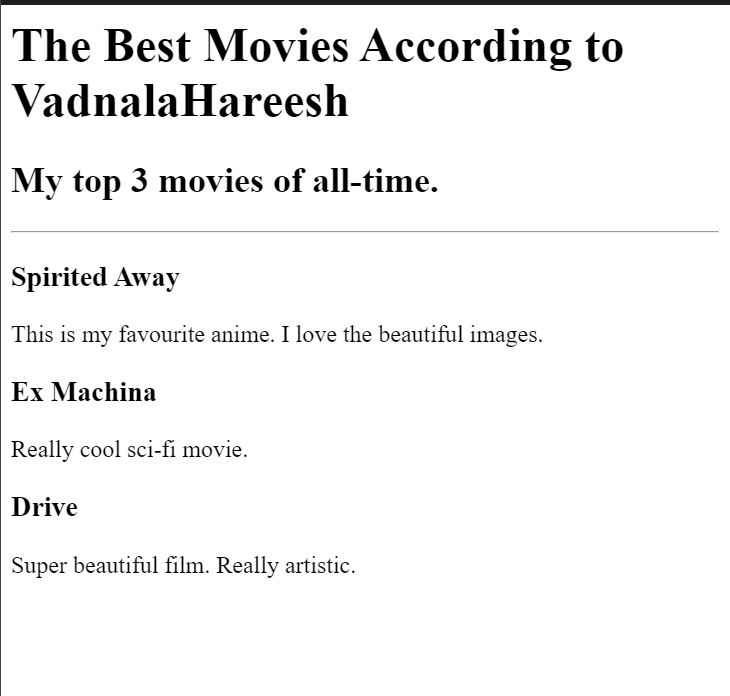 The Best Movies According to
VadnalaHareesh
My top 3 movies of all-time.
Spirited Away
This is my favourite anime. I love the beautiful images.
Ex Machina
Really cool sci-fi movie.
Drive
Super beautiful film. Really artistic.